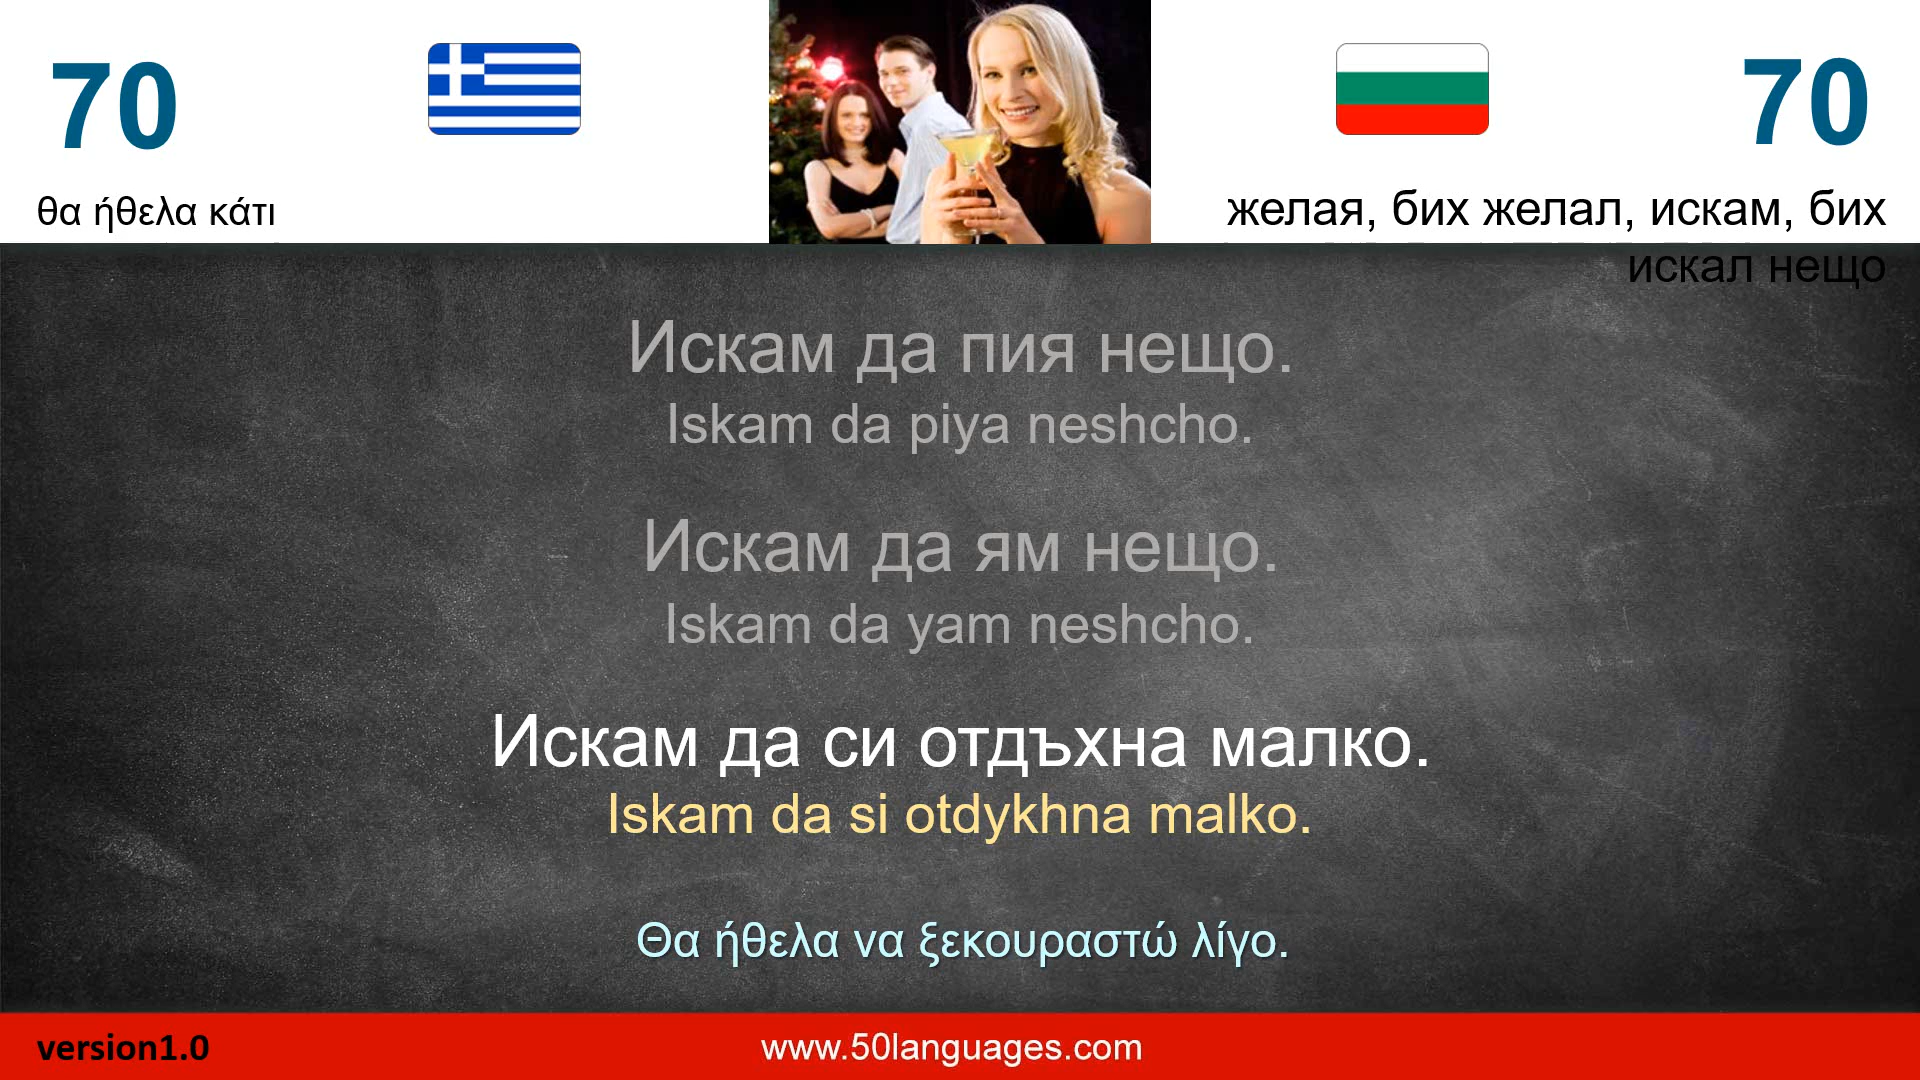 70
70
θα ήθελα κάτι
желая, бих желал, искам, бих
искал нещо
Искам да пия нещо.
Iskam da piya neshcho.
Искам да ям нещо.
Iskam da yam neshcho.
Искам да си отдъхна малко.
Iskam da si otdykhna malko.
Θα ήθελα να ξεκουραστώ λίγο.
version1.0
www.50languages.com